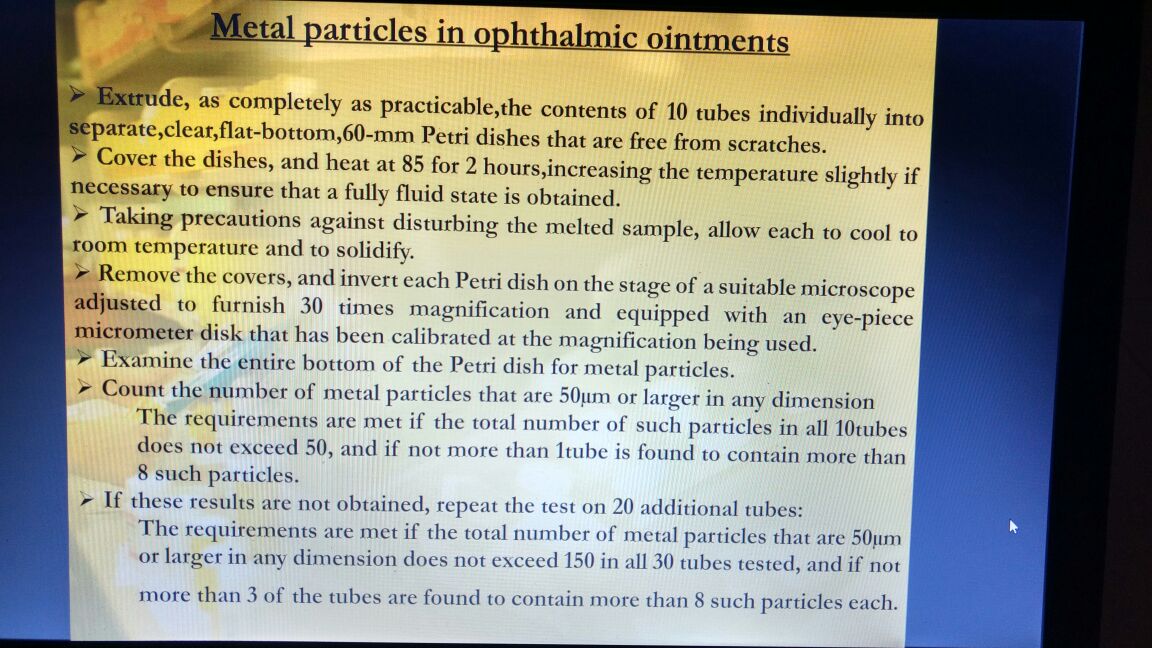 Metal particles in ophthalmic ointments
➢ Extrude, as completely as practicable,the contents of 10 tubes individually into
separate,clear,flat-bottom,60-mm Petri dishes that are free from scratches.
➢ Cover the dishes, and heat at 85 for 2 hours,increasing the temperature slightly if
necessary to ensure that a fully fluid state is obtained.
➢ Taking precautions against disturbing the melted sample, allow each to cool to
room temperature and to solidify.
➢ Remove the covers, and invert each Petri dish on the stage of a suitable microscope
adjusted to furnish 30 times magnification and equipped with an eye-piece
micrometer disk that has been calibrated at the magnification being used.
➢ Examine the entire bottom of the Petri dish for metal particles.
➢ Count the number of metal particles that are 50µm or larger in any dimension
The requirements are met if the total number of such particles in all 10tubes
does not exceed 50, and if not more than 1tube is found to contain more than
8 such particles.
➢ If these results are not obtained, repeat the test on 20 additional tubes:
The requirements are met if the total number of metal particles that are 50µm
or larger in any dimension does not exceed 150 in all 30 tubes tested, and if not
more than 3 of the tubes are found to contain more than 8 such particles each.